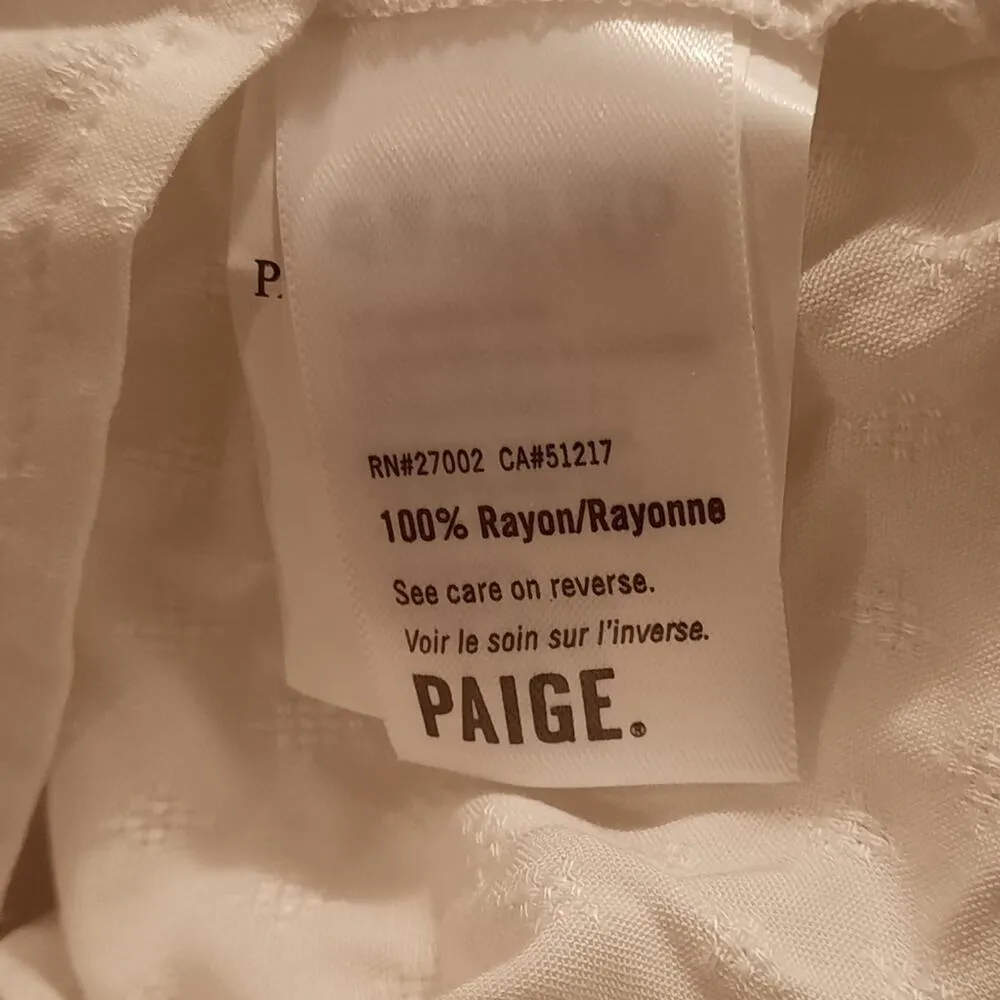 P
RN#27002 CA#51217
100% Rayon/Rayonne
See care on reverse.
Voir le soin sur l'inverse.
PAIGE®